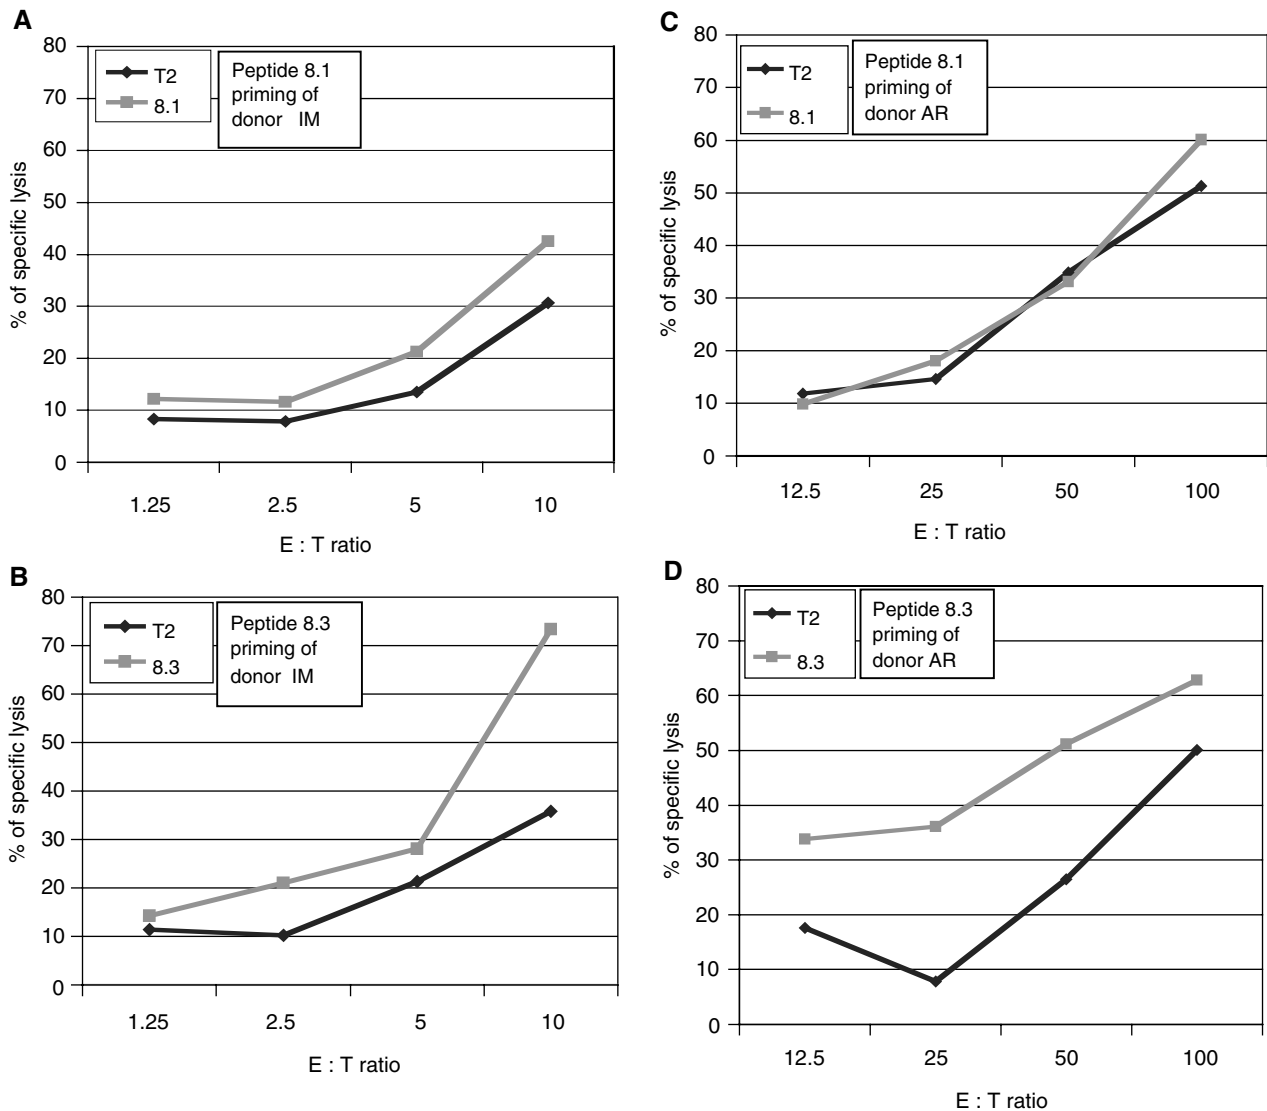 A
80
70
60
50
40
30
20
10
0
% of specific lysis
T2
8.1
Peptide 8.1
priming of
donor IM
1.25 2.5 5 10
E : T ratio
C
80
70
60
50
40
30
20
10
0
% of specific lysis
T2
8.1
Peptide 8.1
priming of
donor AR
12.5 25 50 100
E : T ratio
B
80
70
60
50
40
30
20
10
0
% of specific lysis
T2
8.3
Peptide 8.3
priming of
donor IM
1.25 2.5 5 10
E : T ratio
D
80
70
60
50
40
30
20
10
0
% of specific lysis
T2
8.3
Peptide 8.3
priming of
donor AR
12.5 25 50 100
E : T ratio